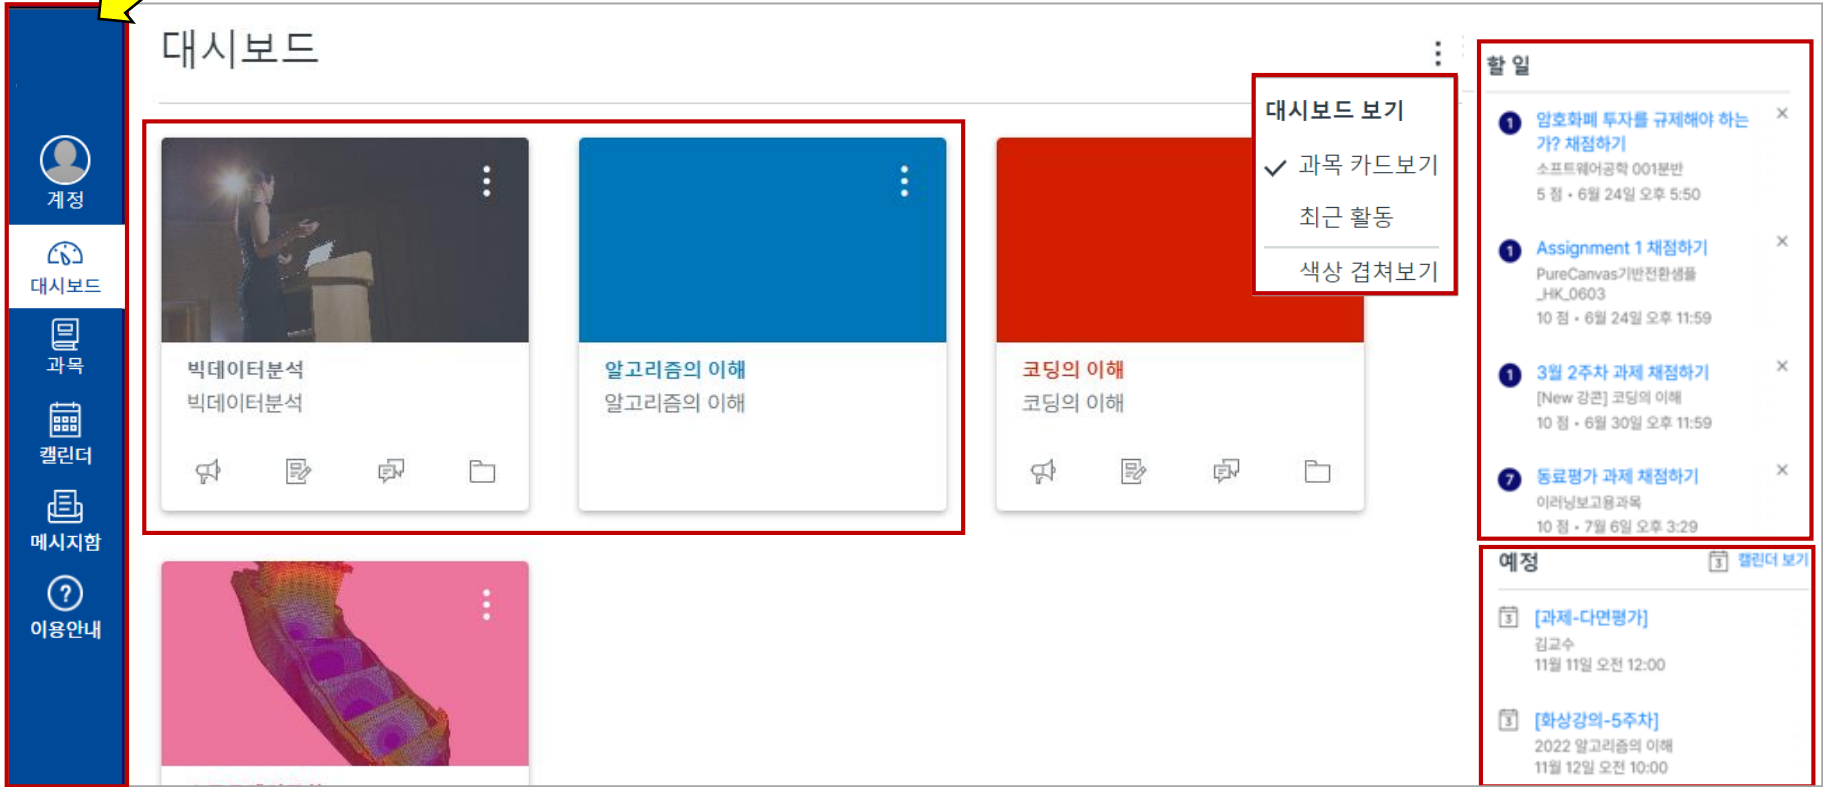 계정
대시보드
과목
캘린더
메시지함
이용안내
대시보드
대시보드 보기
과목 카드보기
최근 활동
색상 겹쳐보기
빅데이터분석
빅데이터분석
알고리즘의 이해
알고리즘의 이해
코딩의 이해
코딩의 이해
할 일
1
암호화폐 투자를 규제해야 하는
가? 채점하기
소프트웨어공학 001분반
5 점 • 6월 24일 오후 5:50
1
Assignment 1 채점하기
PureCanvas기반전환샘플
_HK_0603
10 점 • 6월 24일 오후 11:59
1
3월 2주차 과제 채점하기
[New 강콘] 코딩의 이해
10 점 • 6월 30일 오후 11:59
7
동료평가 과제 채점하기
이러닝보고용과목
10 점 • 7월 6일 오후 3:29
예정
3 캘린더 보기
3 [과제-다면평가]
김교수
11월 11일 오전 12:00
3 [화상강의-5주차]
2022 알고리즘의 이해
11월 12일 오전 10:00